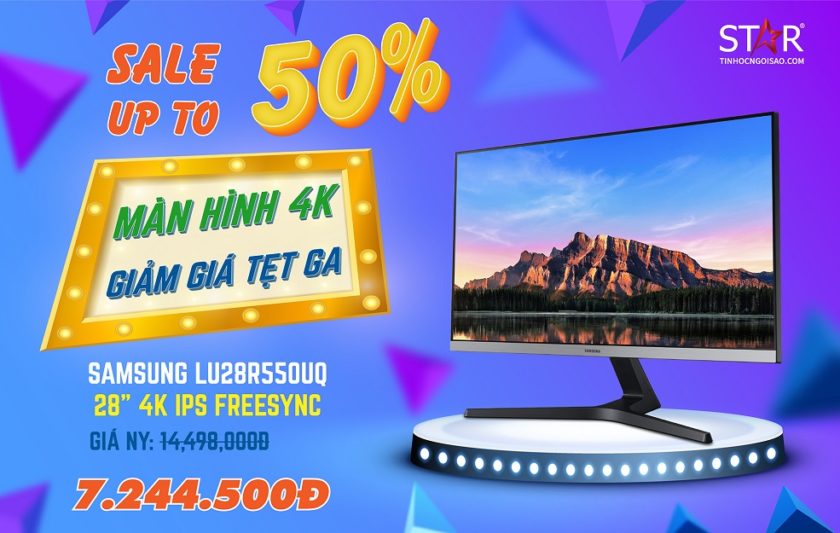 SALE
UP TO
50%
STAR®
TINHOCNGOISAO.COM
MÀN HÌNH 4K
GIẢM GIÁ TẸT GA
SAMSUNG LU28R550UQ
28" 4K IPS FREESYNC
GIÁ NY: 14,498,000Đ
7.244.500Đ
SAMSUNG